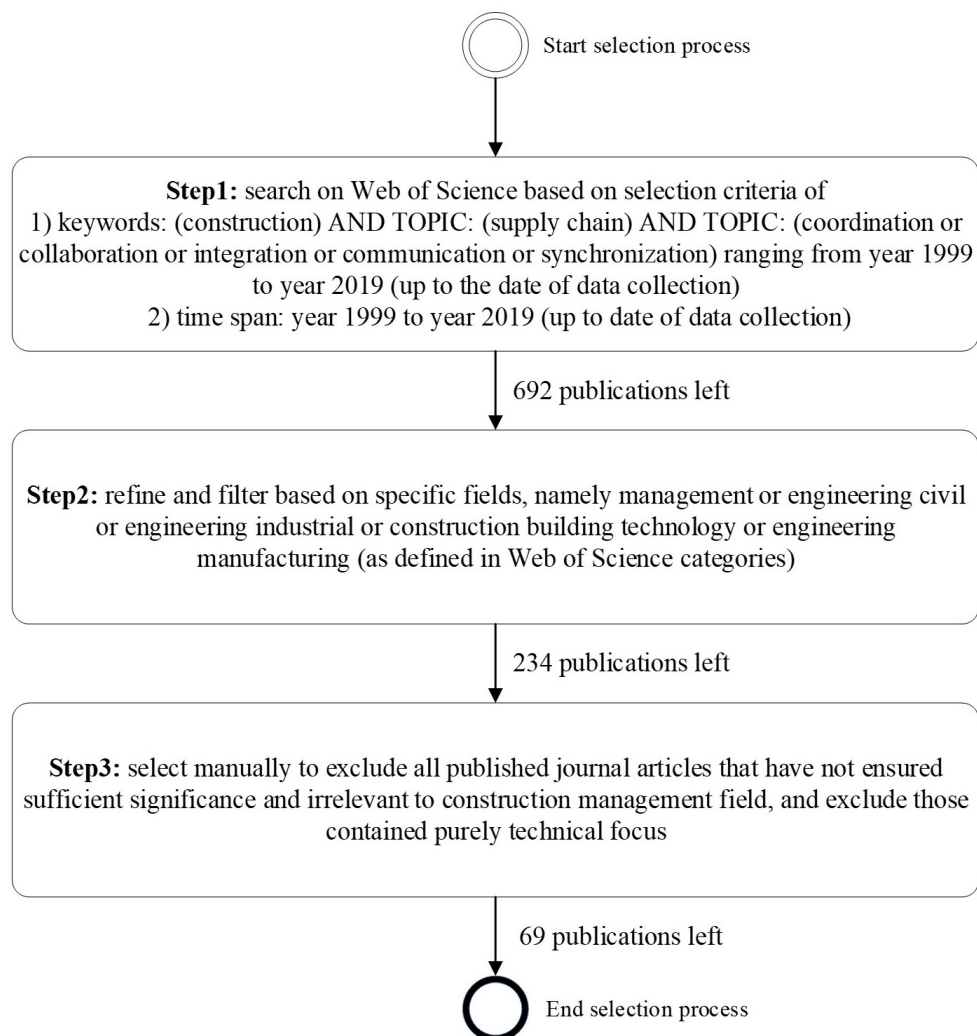 Start selection process
Step1: search on Web of Science based on selection criteria of
1) keywords: (construction) AND TOPIC: (supply chain) AND TOPIC: (coordination or
collaboration or integration or communication or synchronization) ranging from year 1999
to year 2019 (up to the date of data collection)
2) time span: year 1999 to year 2019 (up to date of data collection)
692 publications left
Step2: refine and filter based on specific fields, namely management or engineering civil
or engineering industrial or construction building technology or engineering
manufacturing (as defined in Web of Science categories)
234 publications left
Step3: select manually to exclude all published journal articles that have not ensured
sufficient significance and irrelevant to construction management field, and exclude those
contained purely technical focus
69 publications left
End selection process